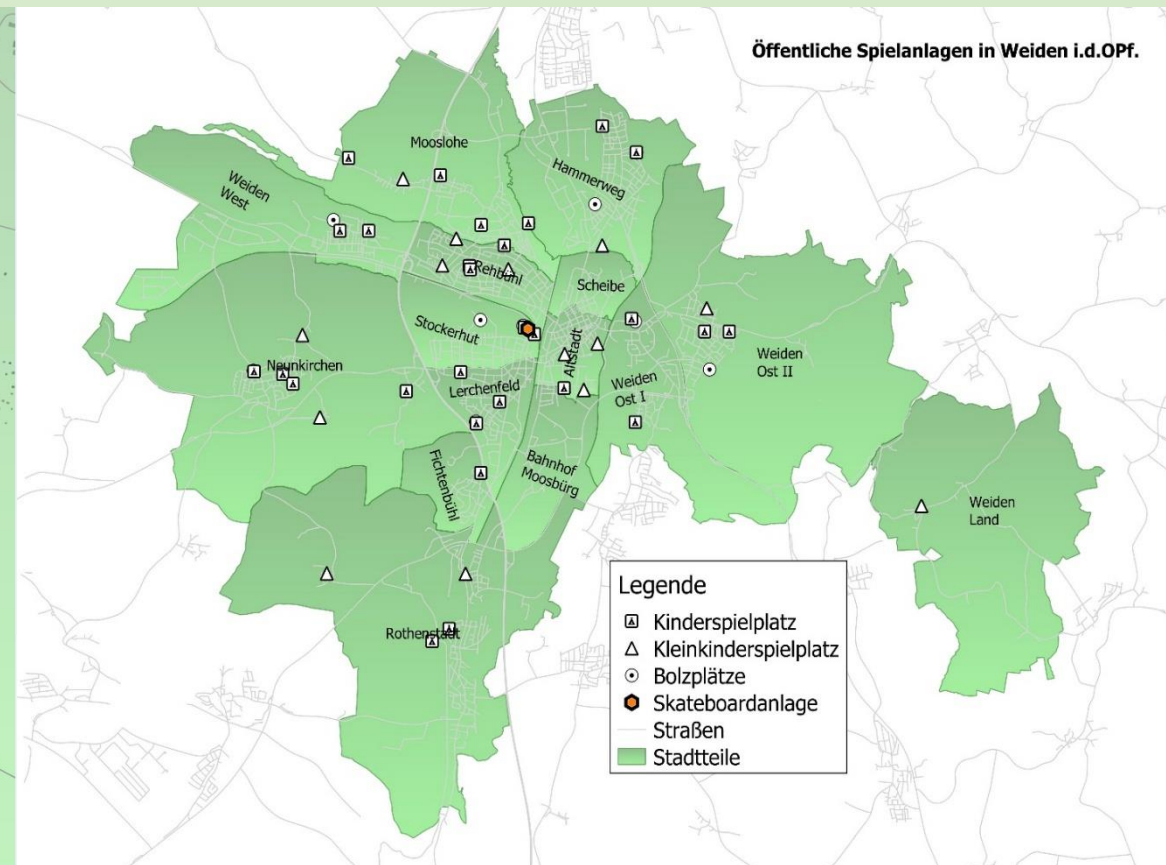 Öffentliche Spielanlagen in Weiden i.d.OPf.
Mooslohe
Hammerweg
Weiden
West
Rehbühl
Scheibe
Stockerhut
Altstadt
Neunkirchen
Lerchenfeld
Weiden
Ost I
Weiden
Ost II
Fichtenbühl
Bahnhof
Moosbürg
Weiden
Land
Rothenstadt
Legende
Kinderspielplatz
Kleinkinderspielplatz
Bolzplätze
Skateboardanlage
Straßen
Stadtteile